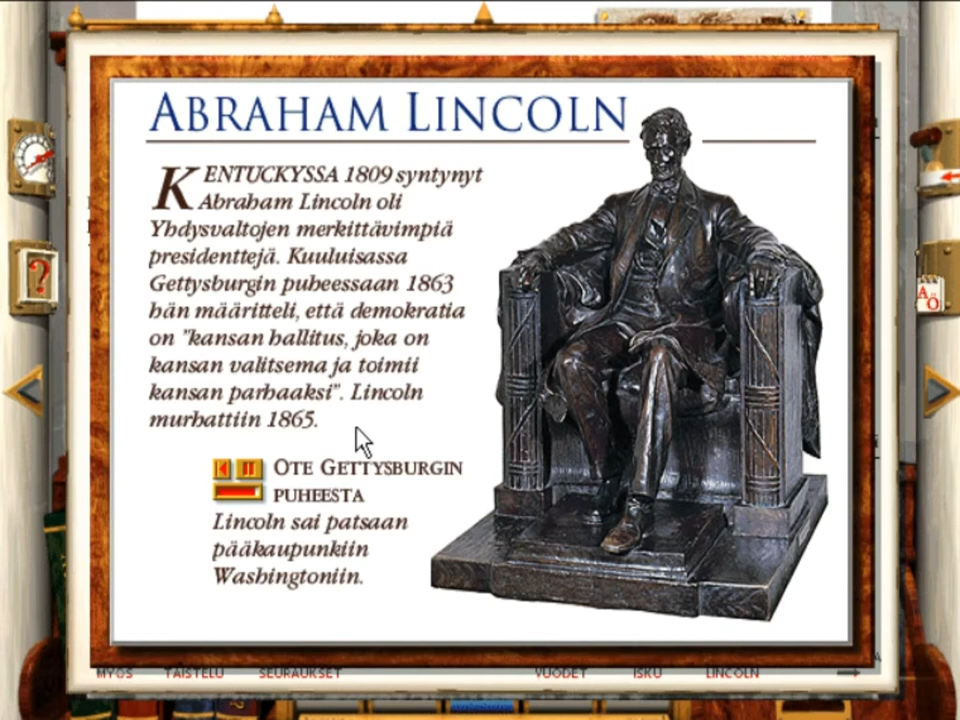 ABRAHAM LINCOLN
KENTUCKYSSA 1809 syntynyt
Abraham Lincoln oli
Yhdysvaltojen merkittävimpiä
presidenttejä. Kuuluisassa
Gettysburgin puheessaan 1863
hän määritteli, että demokratia
on "kansan hallitus, joka on
kansan valitsema ja toimii
kansan parhaaksi". Lincoln
murhattiin 1865.
OTE GETTYSBURGIN
PUHEESTA
Lincoln sai patsaan
pääkaupunkiin
Washingtoniin.
?
AÖ
MYÖS TAISTELU SEURAUKSET VUODET ISKU LINCOLN